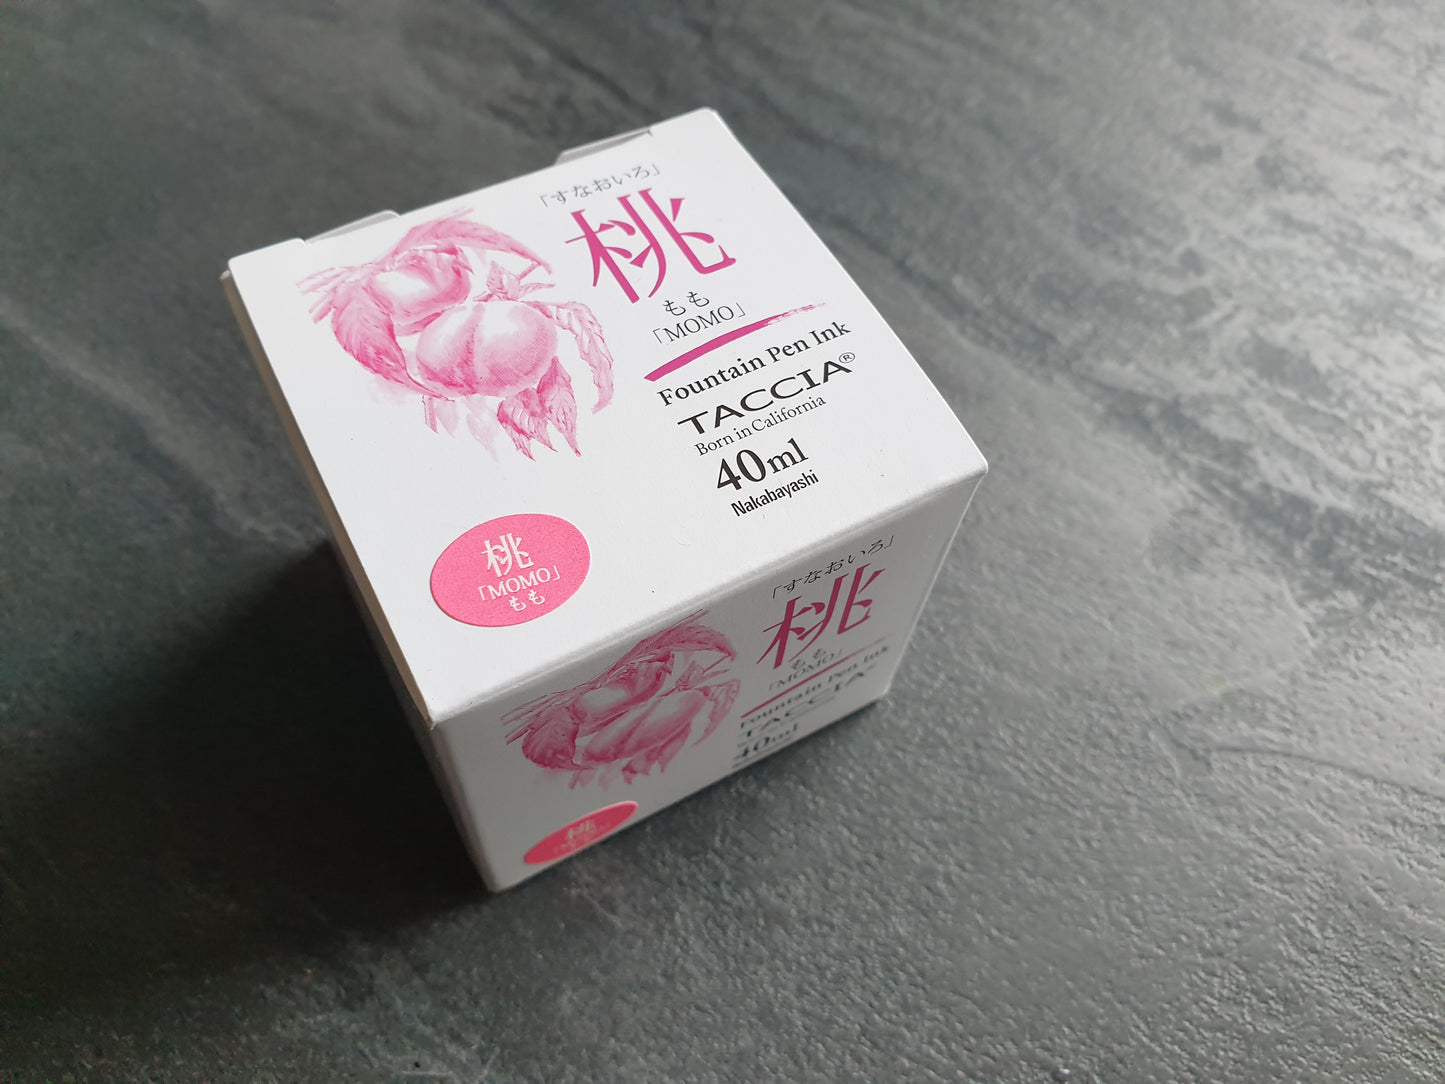 「すなおいろ」
桃
もも
「MOMO」
Fountain Pen Ink
TACCIA®
Born in California
40ml
Nakabayashi
桃
「MOMO」
もも
「すなおいろ」
桃
もも
「MOMO」
Fountain Pen Ink
TACCIA
40ml
桃